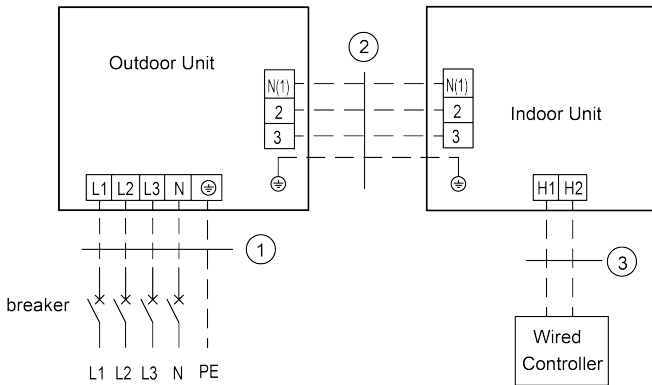 Outdoor Unit
N(1)
2
3
2
N(1)
2
3
Indoor Unit
L1 L2 L3 N
H1 H2
1
3
breaker
L1 L2 L3 N PE
Wired
Controller